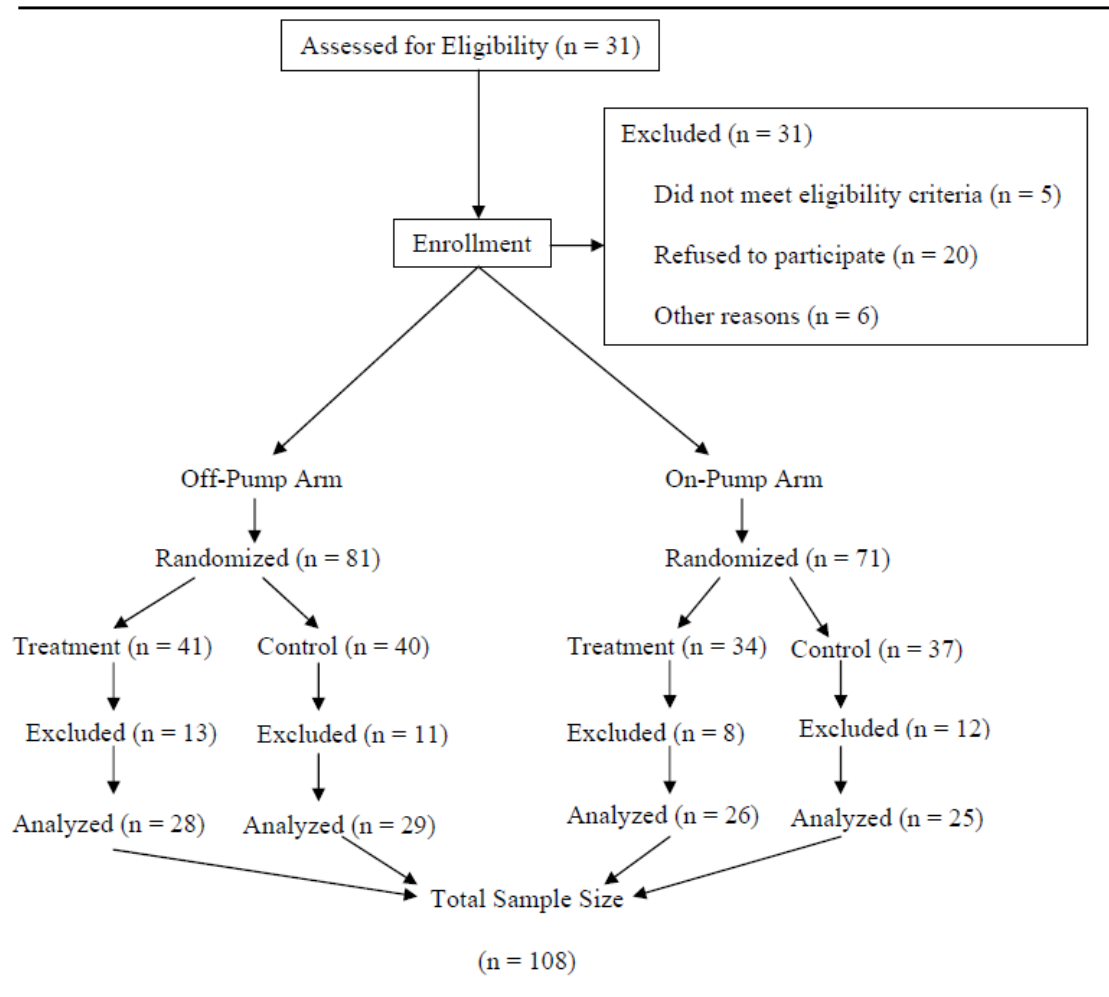 Assessed for Eligibility (n = 31)
Excluded (n = 31)
Did not meet eligibility criteria (n = 5)
Refused to participate (n = 20)
Other reasons (n = 6)
Enrollment
Off-Pump Arm
On-Pump Arm
Randomized (n = 81)
Randomized (n = 71)
Treatment (n = 41)
Control (n = 40)
Treatment (n = 34)
Control (n = 37)
Excluded (n = 13)
Excluded (n = 11)
Excluded (n = 8)
Excluded (n = 12)
Analyzed (n = 28)
Analyzed (n = 29)
Analyzed (n = 26)
Analyzed (n = 25)
Total Sample Size
(n = 108)